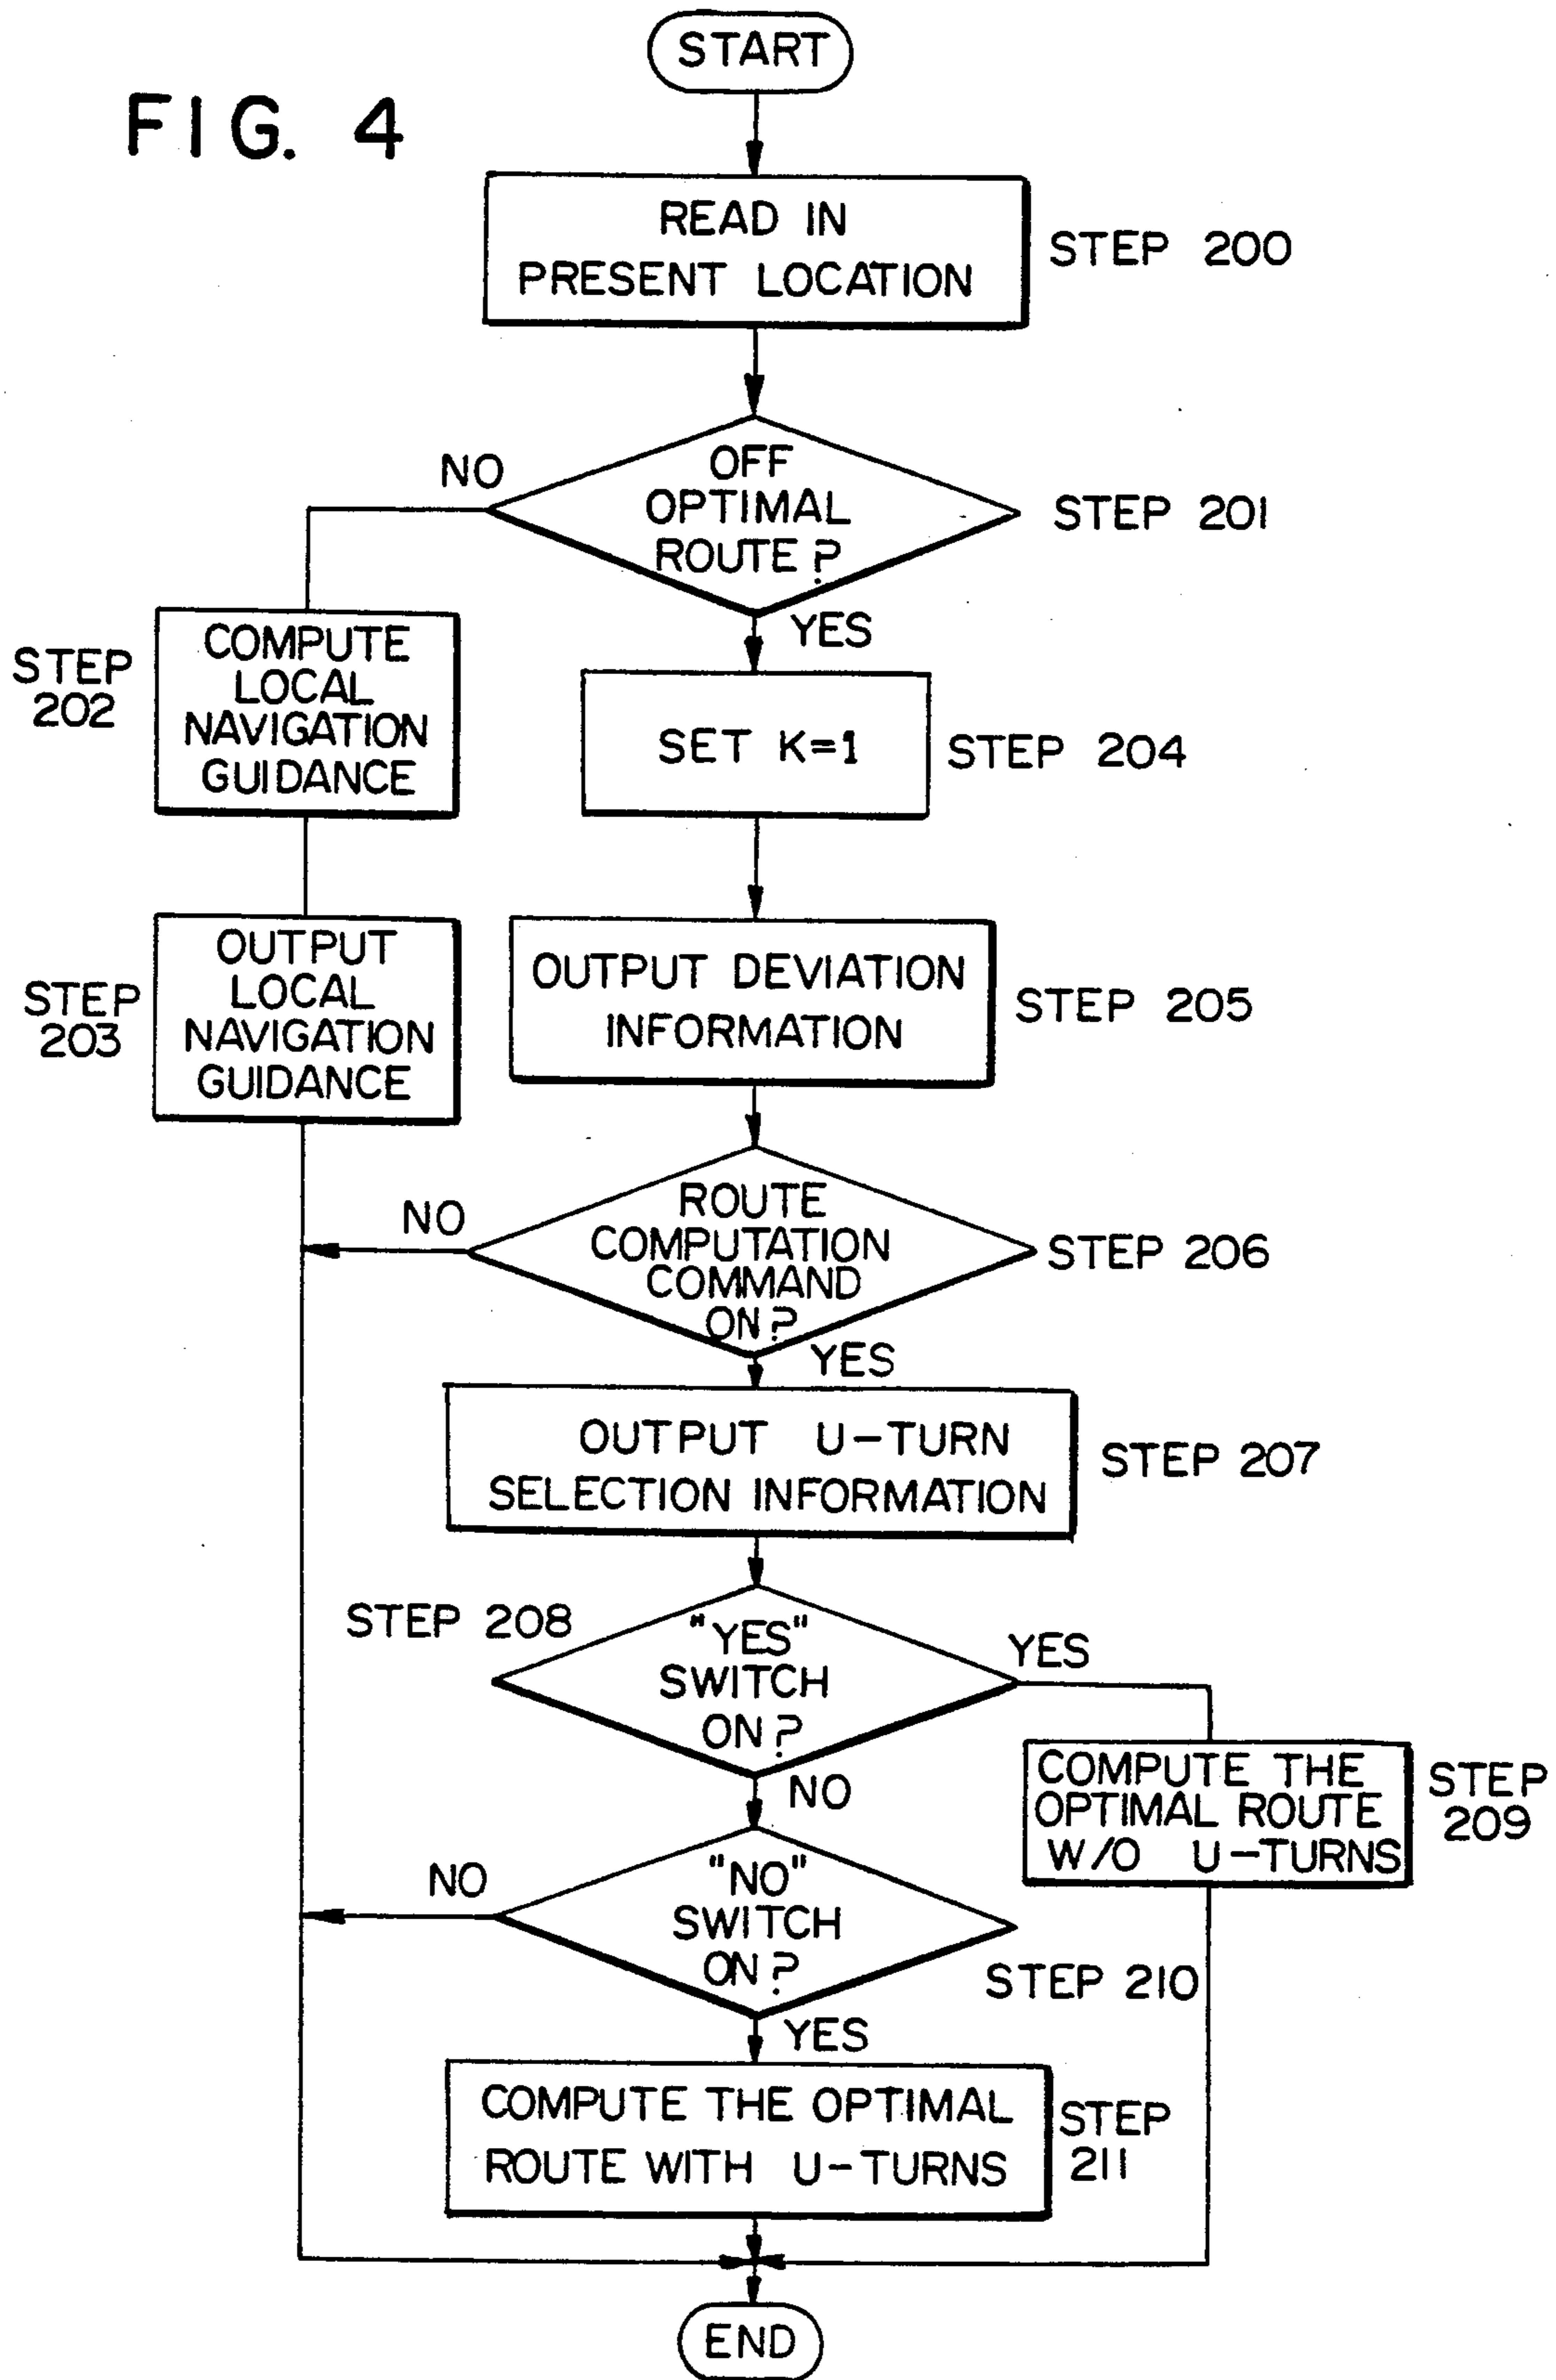 START
FIG. 4
READ IN
PRESENT LOCATION
STEP 200
OFF
OPTIMAL
ROUTE?
STEP 201
NO
YES
STEP
202
COMPUTE
LOCAL
NAVIGATION
GUIDANCE
SET K=1
STEP 204
STEP
203
OUTPUT
LOCAL
NAVIGATION
GUIDANCE
OUTPUT DEVIATION
INFORMATION
STEP 205
NO
ROUTE
COMPUTATION
COMMAND
ON?
STEP 206
YES
OUTPUT U-TURN
SELECTION INFORMATION
STEP 207
STEP 208
"YES"
SWITCH
ON?
YES
NO
COMPUTE THE
OPTIMAL ROUTE
W/O U-TURNS
STEP
209
NO
"NO"
SWITCH
ON?
STEP 210
YES
COMPUTE THE OPTIMAL
ROUTE WITH U-TURNS
STEP
211
END